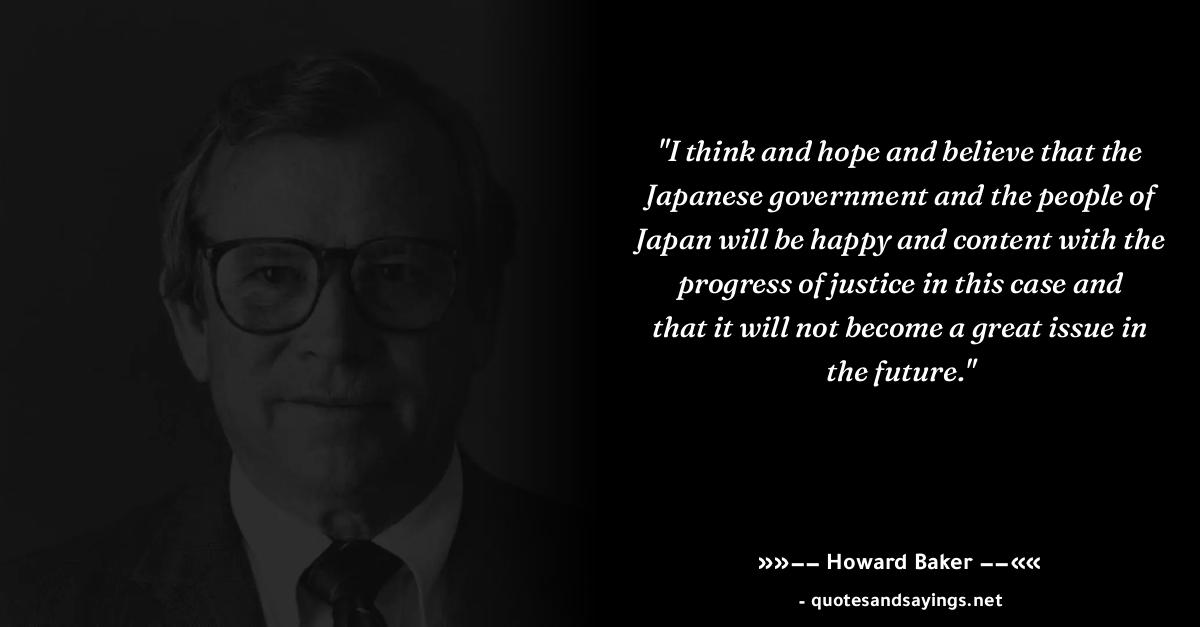 "I think and hope and believe that the
Japanese government and the people of
Japan will be happy and content with the
progress of justice in this case and
that it will not become a great issue in
the future."
»»–– Howard Baker ––««
- quotesandsayings.net